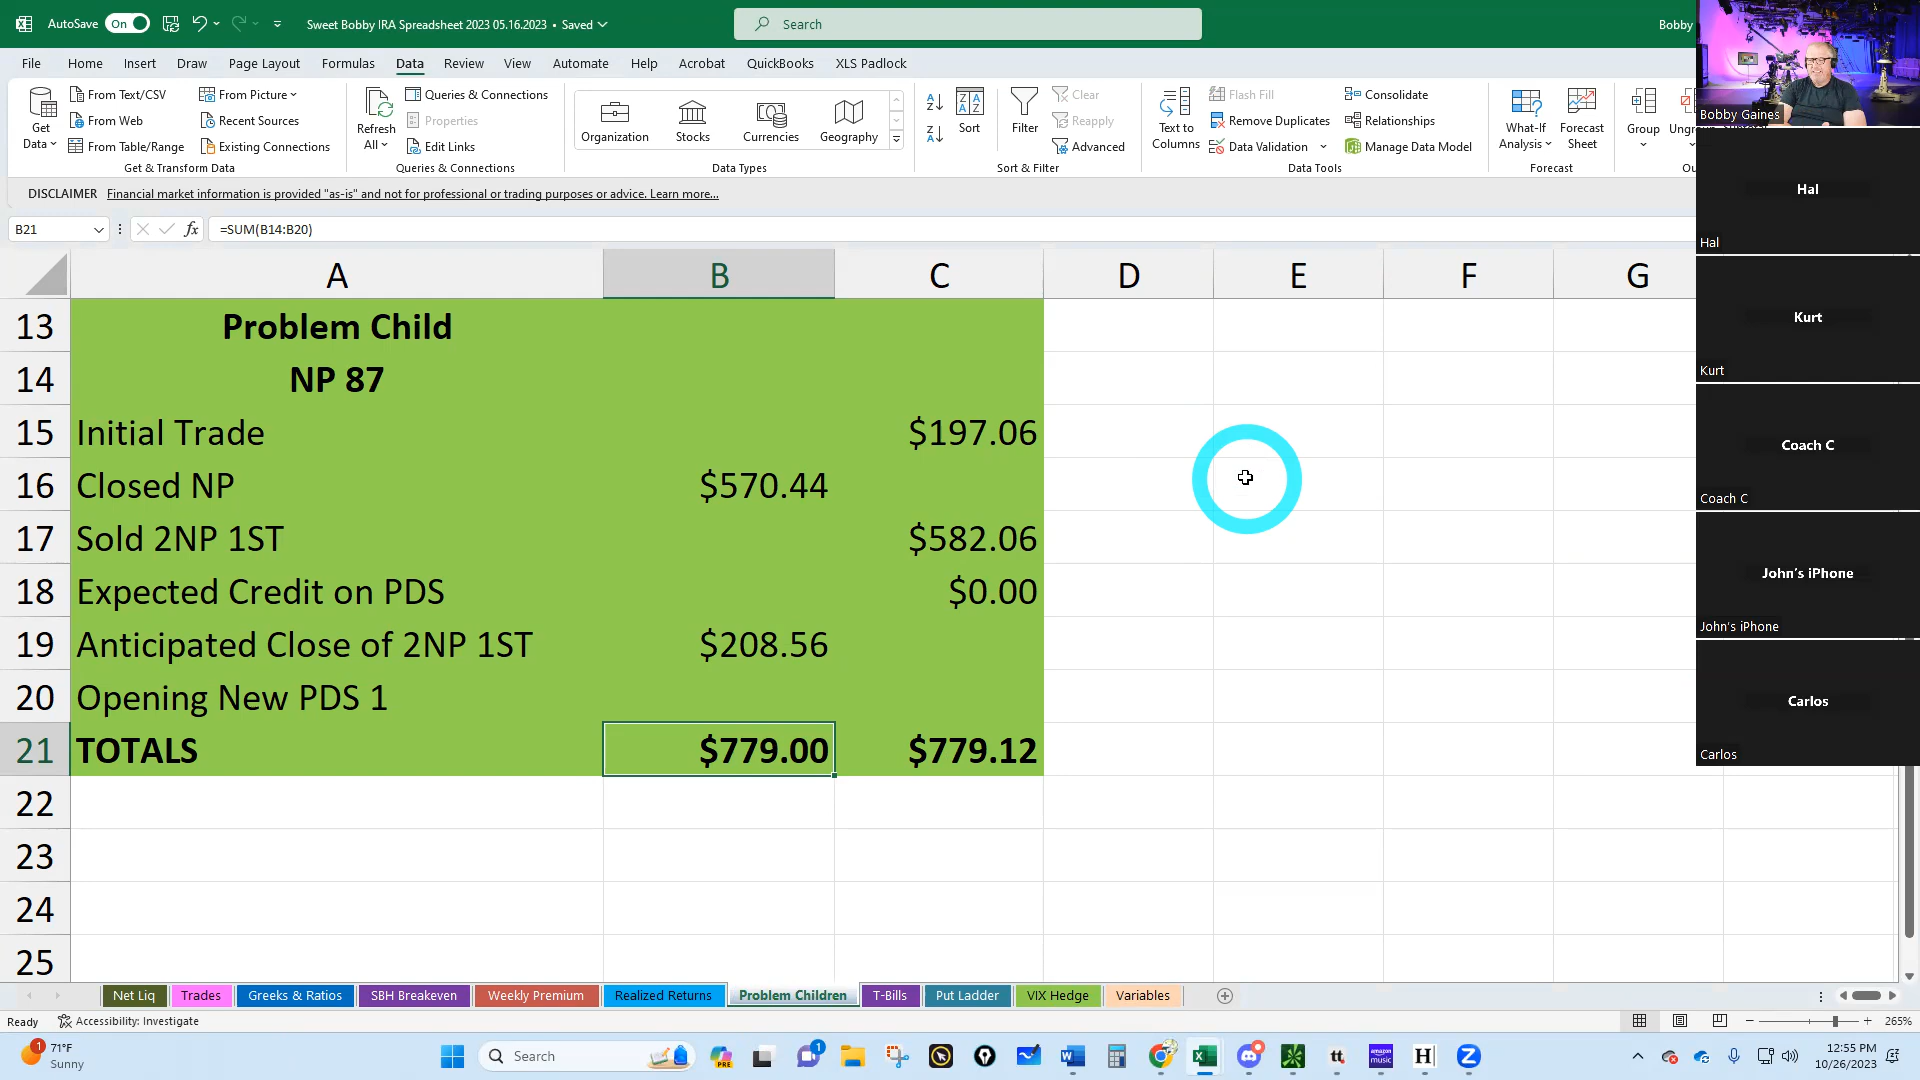 AutoSave On Sweet Bobby IRA Spreadsheet 2023 05.16.2023 • Saved Search Bobby
File Home Insert Draw Page Layout Formulas Data Review View Automate Help Acrobat QuickBooks XLS Padlock
Get Data
From Text/CSV
From Web
From Table/Range
From Picture
Recent Sources
Existing Connections
Get & Transform Data
Refresh All
Queries & Connections
Properties
Edit Links
Queries & Connections
Organization Stocks Currencies Geography
Data Types
Sort
Filter
Clear
Reapply
Advanced
Sort & Filter
Text to Columns
Flash Fill
Remove Duplicates
Data Validation
Consolidate
Relationships
Manage Data Model
Data Tools
What-If Analysis
Forecast Sheet
Forecast
Group
DISCLAIMER Financial market information is provided "as-is" and not for professional or trading purposes or advice. Learn more...
B21 fx =SUM(B14:B20)
A B C D E F G
13 Problem Child
14 NP 87
15 Initial Trade $197.06
16 Closed NP $570.44
17 Sold 2NP 1ST $582.06
18 Expected Credit on PDS $0.00
19 Anticipated Close of 2NP 1ST $208.56
20 Opening New PDS 1
21 TOTALS $779.00 $779.12
22
23
24
25
Bobby Gaines
Hal
Hal
Kurt
Kurt
Coach C
Coach C
John's iPhone
John's iPhone
Carlos
Carlos
Net Liq Trades Greeks & Ratios SBH Breakeven Weekly Premium Realized Returns Problem Children T-Bills Put Ladder VIX Hedge Variables
Ready Accessibility: Investigate 265%
1 71°F
Sunny
Search
PRE
1
amazon music
H
tt
12:55 PM
10/26/2023